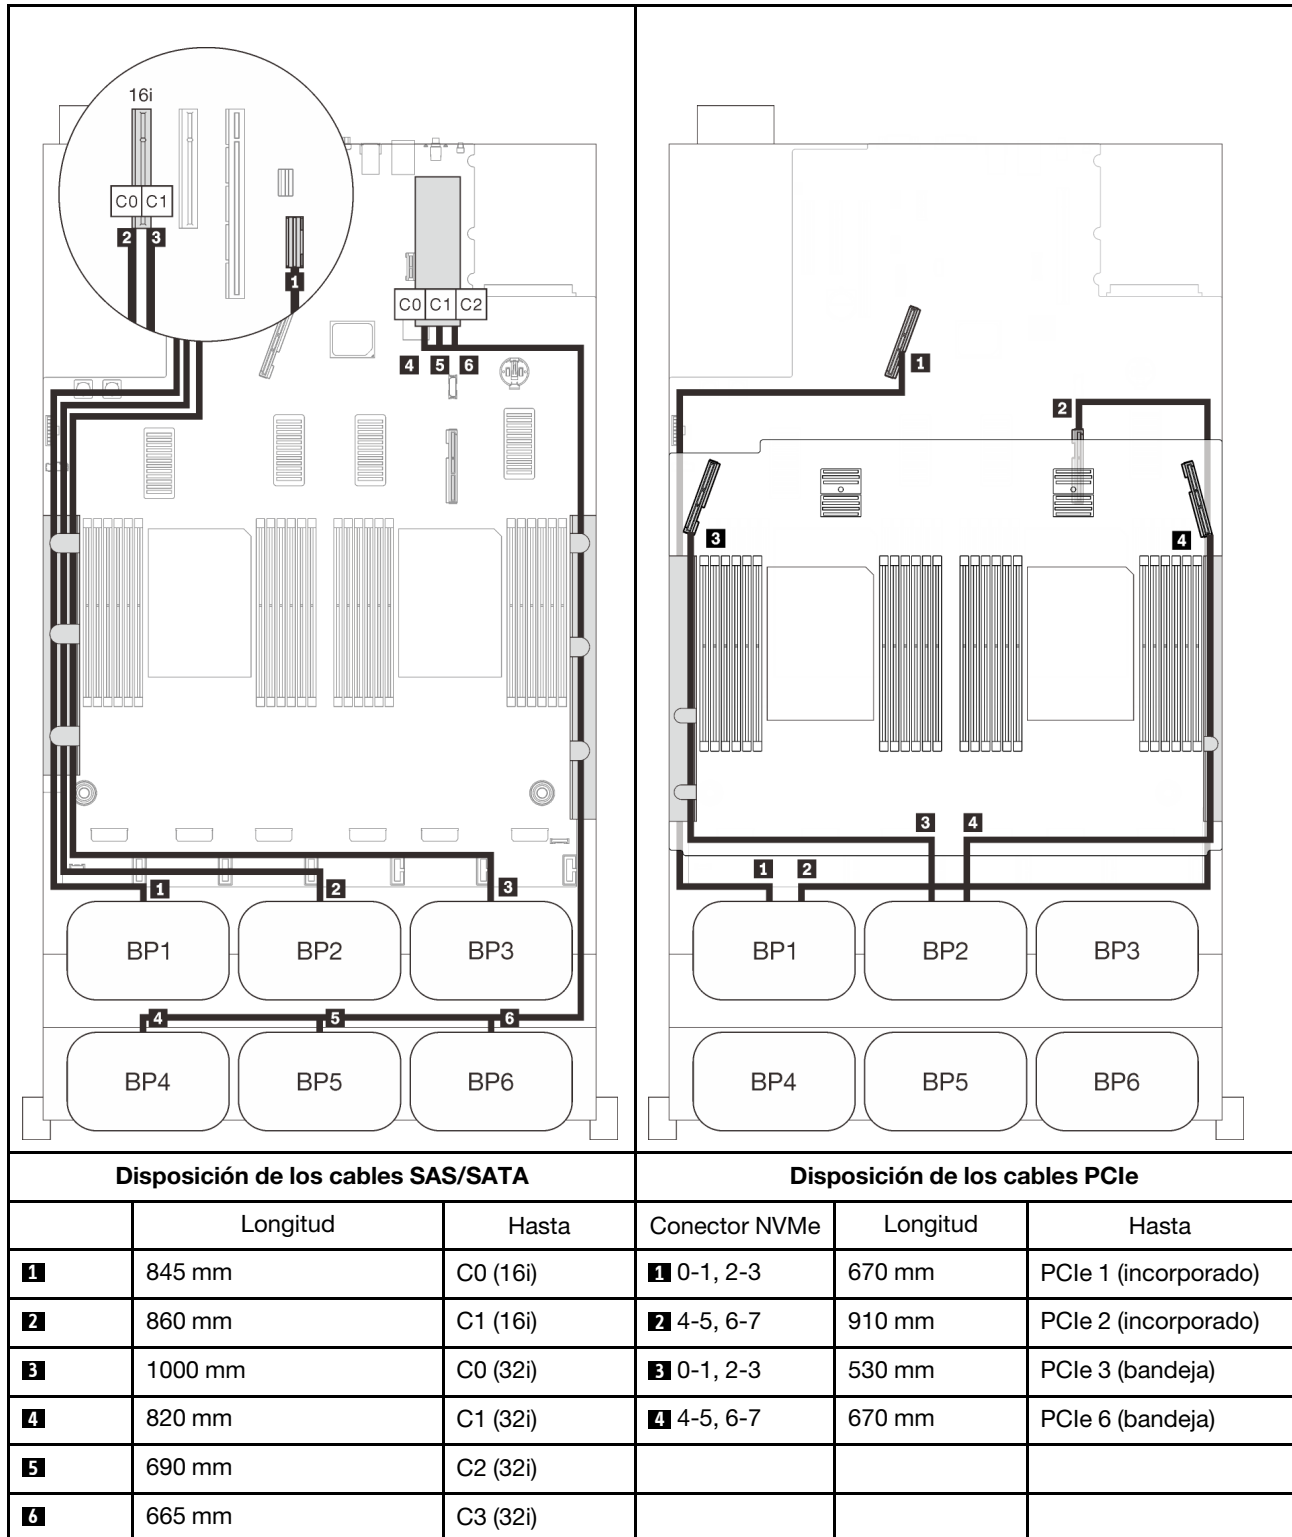 16i
C0 C1
2 3
1
C0 C1 C2
4 5 6
1 2 3
BP1 BP2 BP3
4 5 6
BP4 BP5 BP6
1
2
3 4
3 4
1 2
BP1 BP2 BP3
BP4 BP5 BP6
Disposición de los cables SAS/SATA
Disposición de los cables PCIe
Longitud Hasta Conector NVMe Longitud Hasta
1 845 mm C0 (16i) 1 0-1, 2-3 670 mm PCIe 1 (incorporado)
2 860 mm C1 (16i) 2 4-5, 6-7 910 mm PCIe 2 (incorporado)
3 1000 mm C0 (32i) 3 0-1, 2-3 530 mm PCIe 3 (bandeja)
4 820 mm C1 (32i) 4 4-5, 6-7 670 mm PCIe 6 (bandeja)
5 690 mm C2 (32i)
6 665 mm C3 (32i)